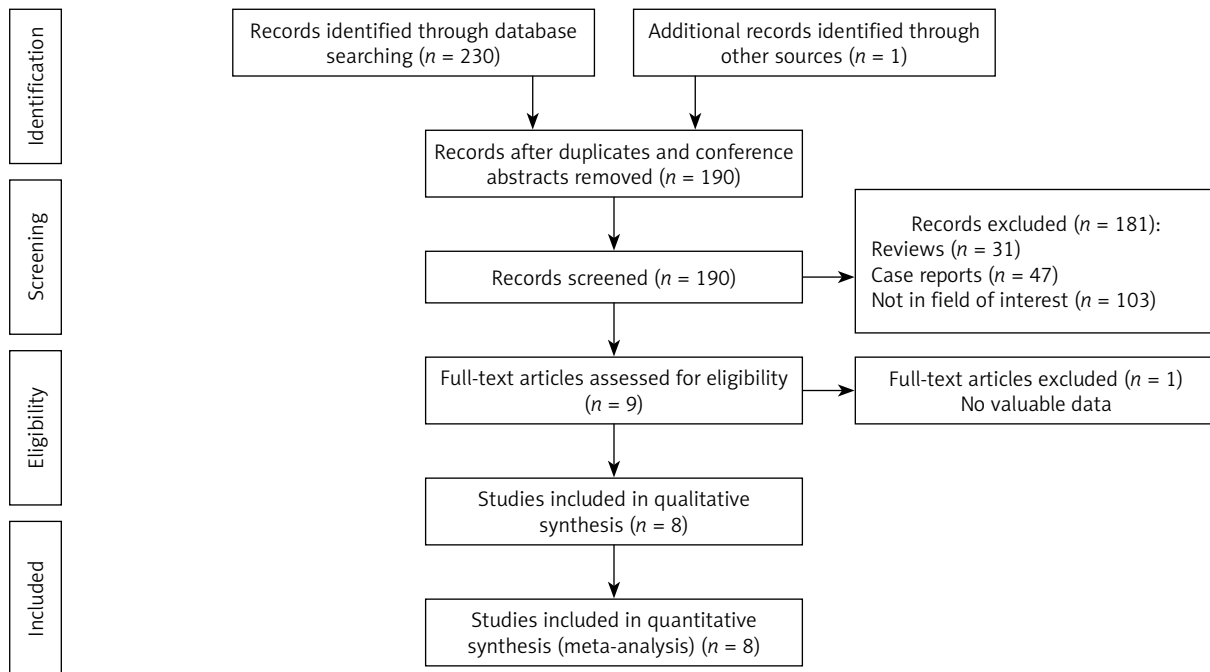 Identification
Records identified through database
searching (n = 230)
Additional records identified through
other sources (n = 1)
Records after duplicates and conference
abstracts removed (n = 190)
Screening
Records screened (n = 190)
Records excluded (n = 181):
Reviews (n = 31)
Case reports (n = 47)
Not in field of interest (n = 103)
Eligibility
Full-text articles assessed for eligibility
(n = 9)
Full-text articles excluded (n = 1)
No valuable data
Studies included in qualitative
synthesis (n = 8)
Included
Studies included in quantitative
synthesis (meta-analysis) (n = 8)